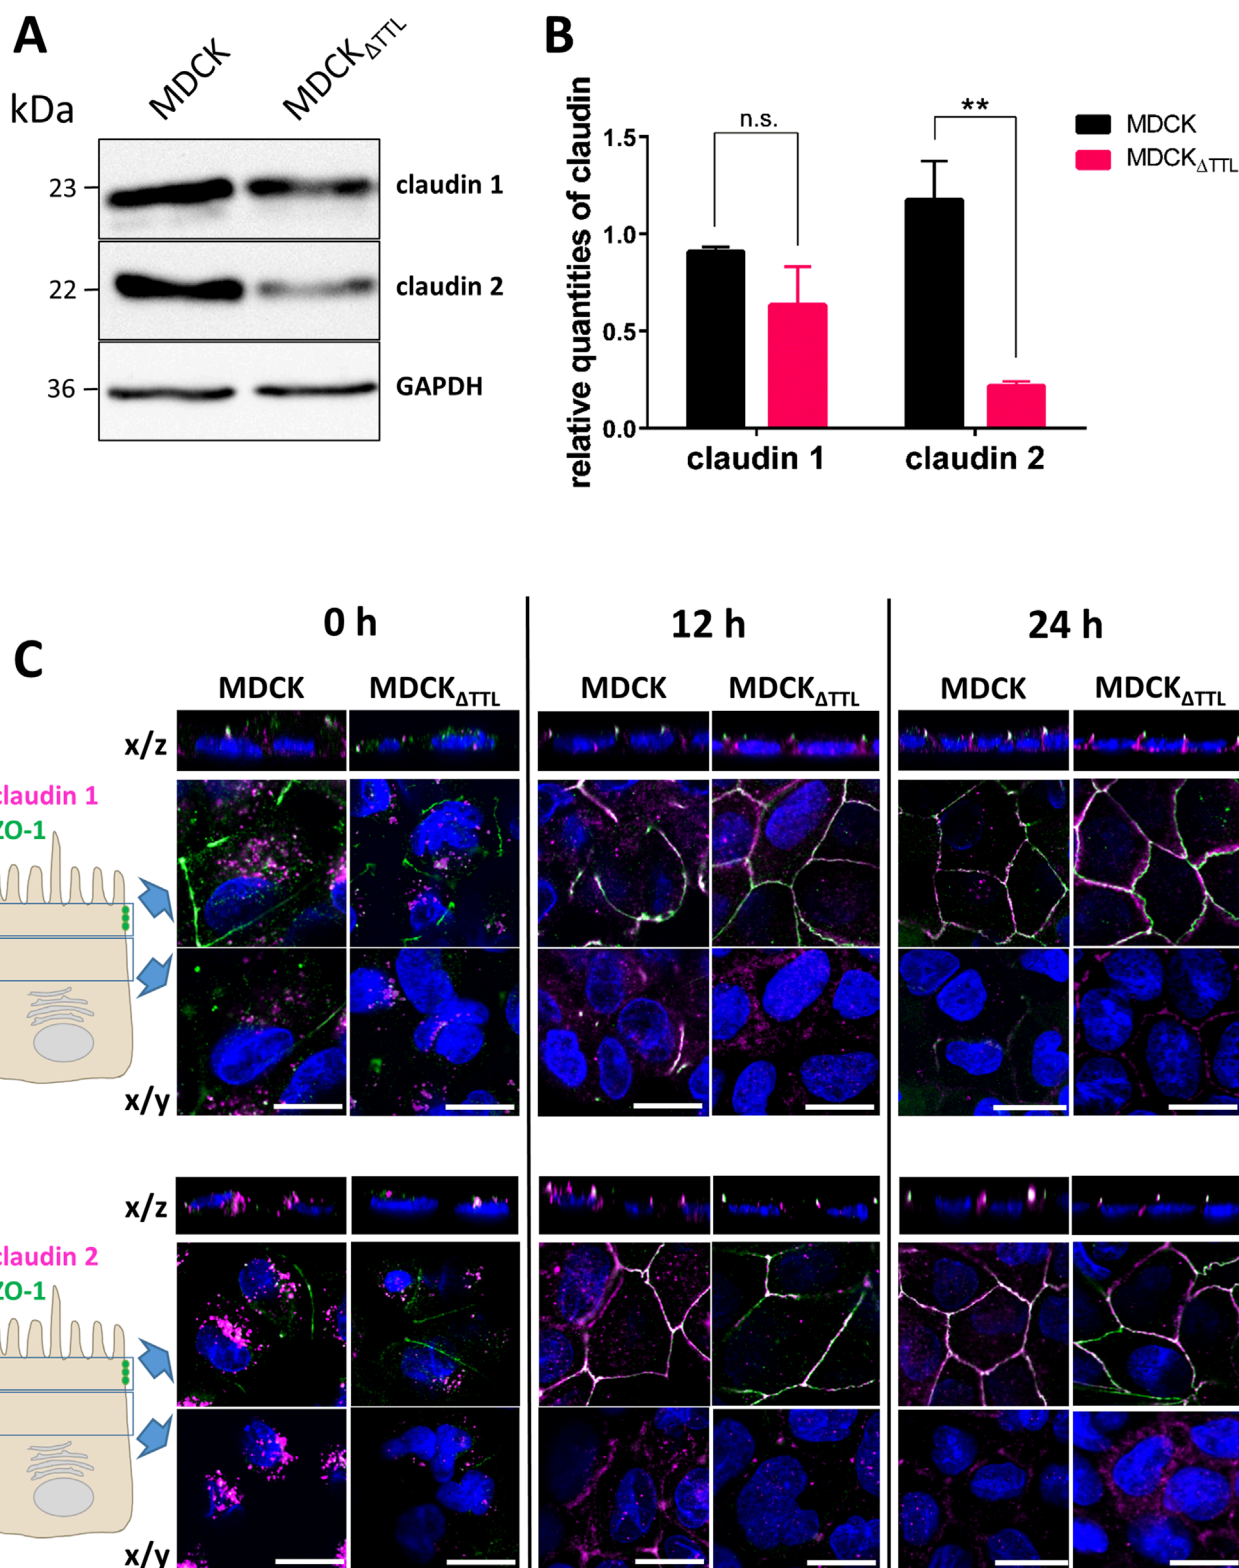 A
MDCK
MDCKΔTTL
kDa
23
claudin 1
22
claudin 2
36
GAPDH
B
relative quantities of claudin
1.5
1.0
0.5
0.0
n.s.
**
MDCK
MDCKΔTTL
claudin 1
claudin 2
C
0 h
12 h
24 h
MDCK
MDCKΔTTL
MDCK
MDCKΔTTL
MDCK
MDCKΔTTL
x/z
claudin 1
ZO-1
x/y
x/z
claudin 2
ZO-1
x/y